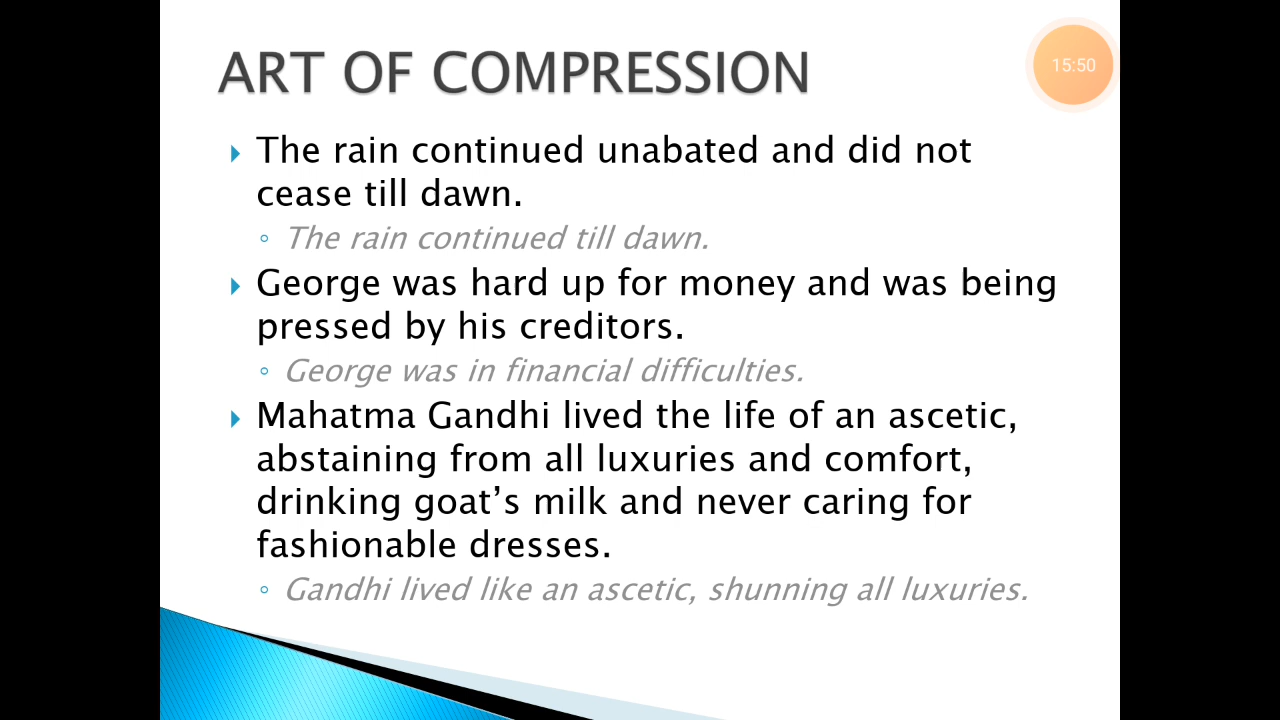 ART OF COMPRESSION
15:50
The rain continued unabated and did not
cease till dawn.
The rain continued till dawn.
George was hard up for money and was being
pressed by his creditors.
George was in financial difficulties.
Mahatma Gandhi lived the life of an ascetic,
abstaining from all luxuries and comfort,
drinking goat’s milk and never caring for
fashionable dresses.
Gandhi lived like an ascetic, shunning all luxuries.